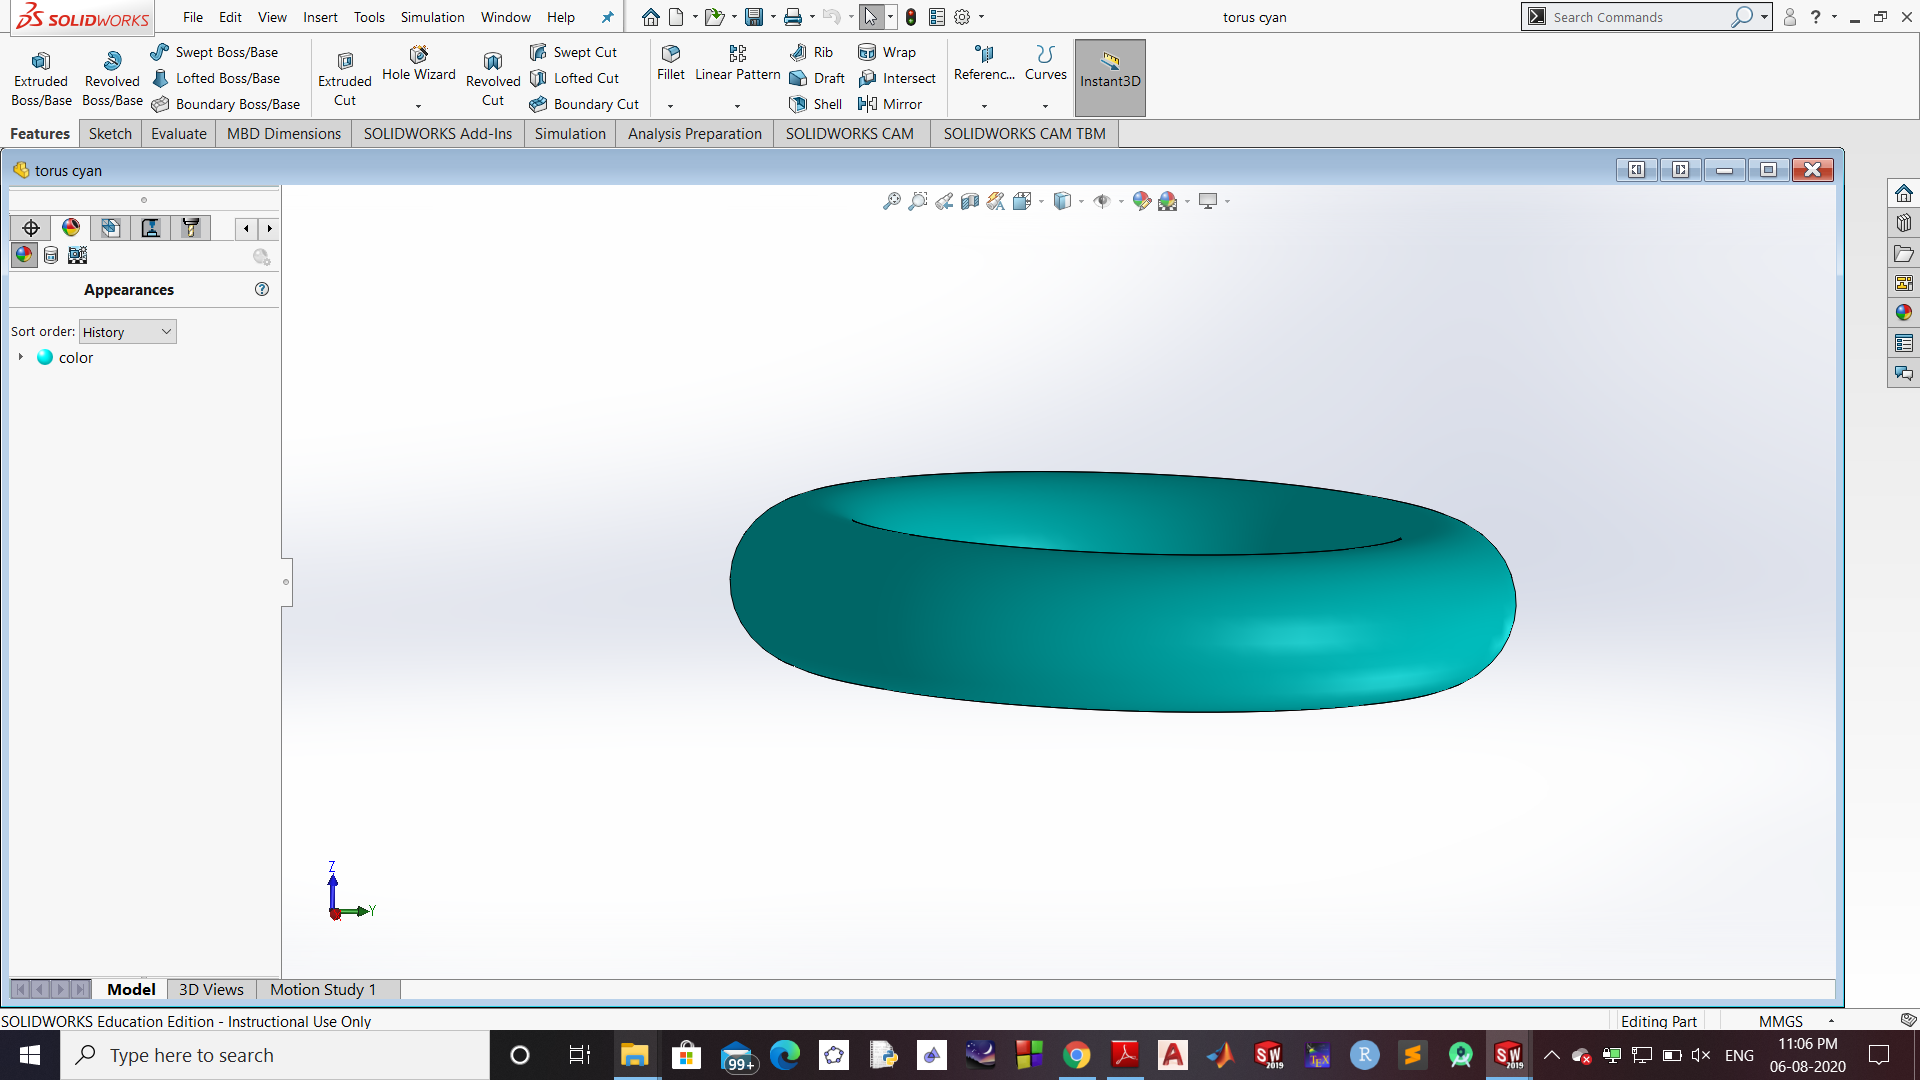 SOLIDWORKS File Edit View Insert Tools Simulation Window Help torus cyan Search Commands ?
Extruded Boss/Base
Revolved Boss/Base
Swept Boss/Base
Lofted Boss/Base
Boundary Boss/Base
Extruded Cut
Hole Wizard
Revolved Cut
Swept Cut
Lofted Cut
Boundary Cut
Fillet
Linear Pattern
Rib
Draft
Shell
Wrap
Intersect
Mirror
Referenc...
Curves
Instant3D
Features Sketch Evaluate MBD Dimensions SOLIDWORKS Add-Ins Simulation Analysis Preparation SOLIDWORKS CAM SOLIDWORKS CAM TBM
torus cyan
Appearances ?
Sort order: History
color
Z
Y
Model 3D Views Motion Study 1
SOLIDWORKS Education Edition - Instructional Use Only Editing Part MMGS
Type here to search 99+ SW 2019 TEX R SW 2019 ENG 11:06 PM
06-08-2020